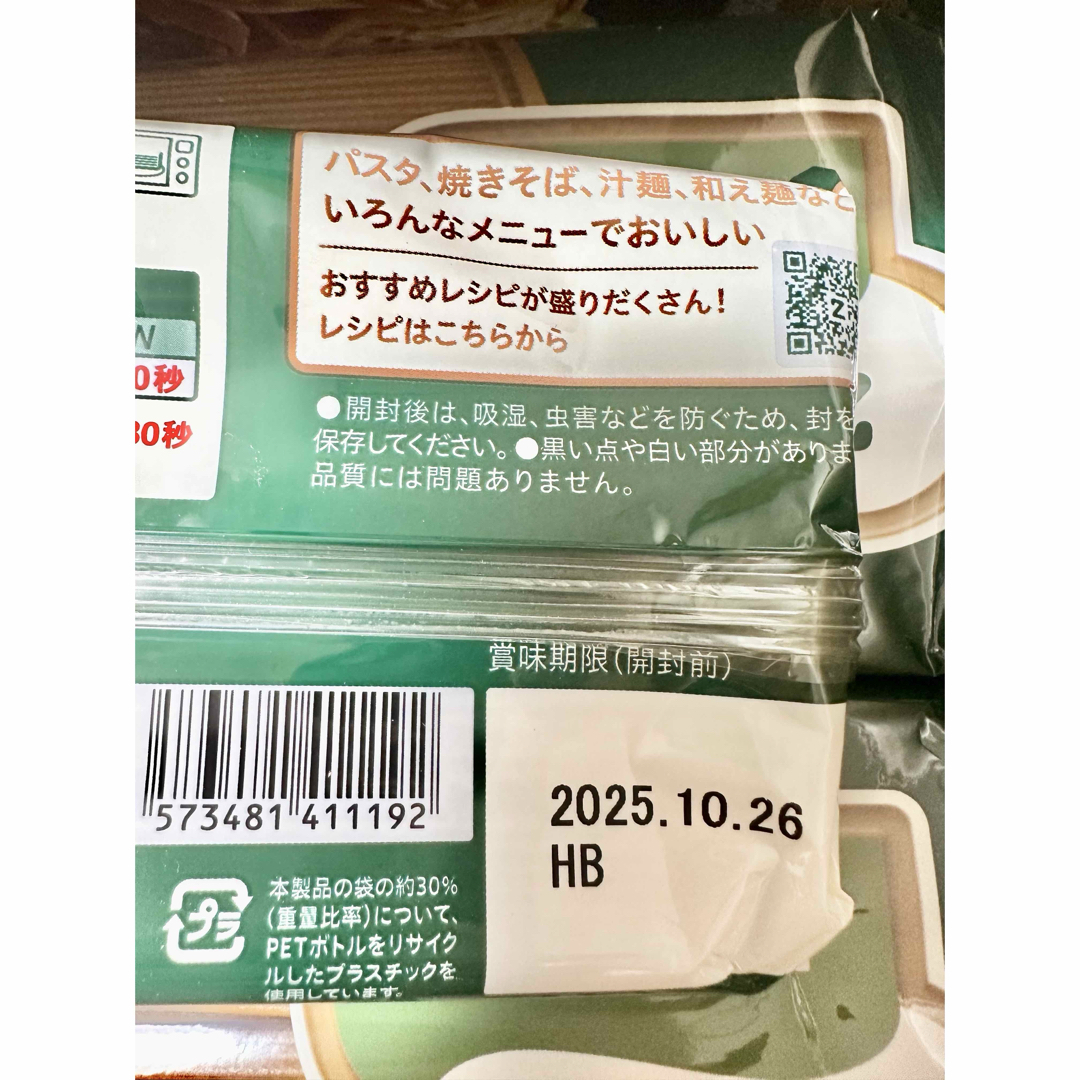 パスタ、焼きそば、汁麺、和え麺など
いろんなメニューでおいしい
おすすめレシピが盛りだくさん!
レシピはこちらから
W
0秒
30秒
●開封後は、吸湿、虫害などを防ぐため、封を
保存してください。●黒い点や白い部分がありま
品質には問題ありません。
賞味期限(開封前)
573481 411192
2025.10.26
HB
プラ
本製品の袋の約30%
(重量比率)について、
PETボトルをリサイク
ルしたプラスチックを
使用しています。